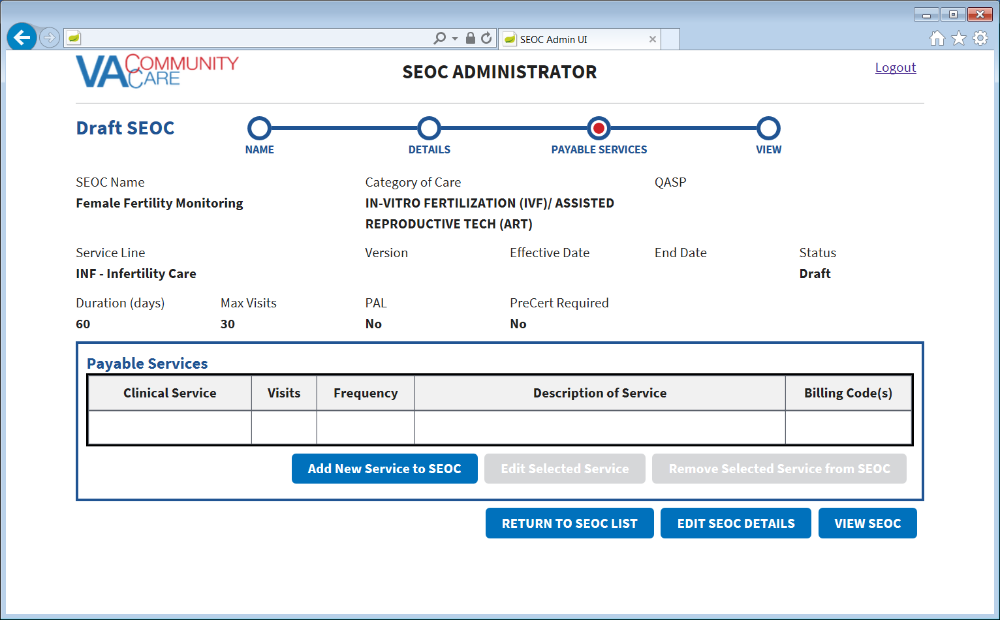 SEOC Admin UI
VA COMMUNITY CARE
SEOC ADMINISTRATOR
Logout
Draft SEOC
NAME
DETAILS
PAYABLE SERVICES
VIEW
SEOC Name
Female Fertility Monitoring
Category of Care
IN-VITRO FERTILIZATION (IVF)/ ASSISTED
REPRODUCTIVE TECH (ART)
QASP
Service Line
INF - Infertility Care
Version
Effective Date
End Date
Status
Draft
Duration (days)
60
Max Visits
30
PAL
No
PreCert Required
No
Payable Services
Clinical Service
Visits
Frequency
Description of Service
Billing Code(s)
Add New Service to SEOC
Edit Selected Service
Remove Selected Service from SEOC
RETURN TO SEOC LIST
EDIT SEOC DETAILS
VIEW SEOC